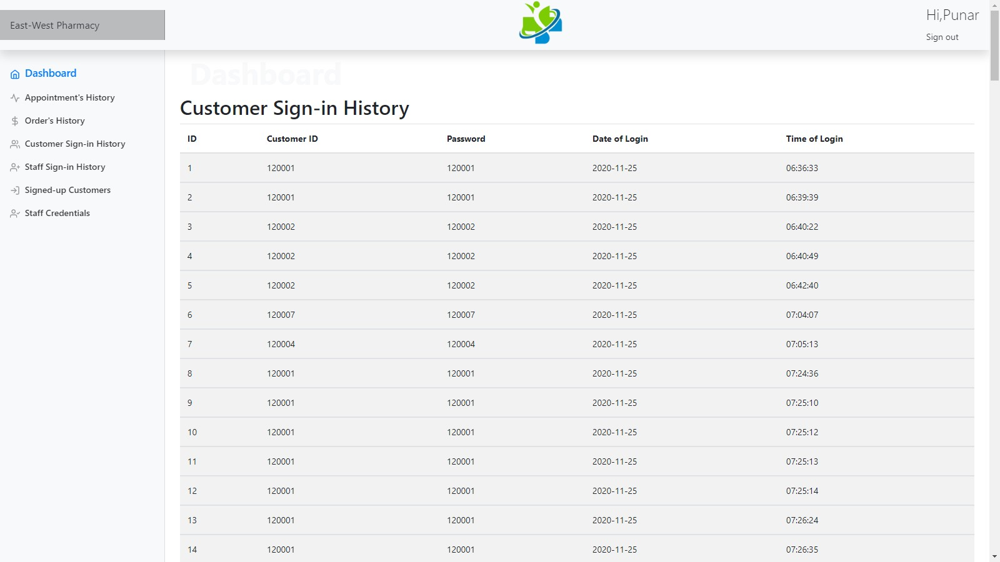 East-West Pharmacy
Hi,Punar
Sign out
Dashboard
Appointment's History
Order's History
Customer Sign-in History
Staff Sign-in History
Signed-up Customers
Staff Credentials
Dashboard
Customer Sign-in History
ID Customer ID Password Date of Login Time of Login
1 120001 120001 2020-11-25 06:36:33
2 120001 120001 2020-11-25 06:39:39
3 120002 120002 2020-11-25 06:40:22
4 120002 120002 2020-11-25 06:40:49
5 120002 120002 2020-11-25 06:42:40
6 120007 120007 2020-11-25 07:04:07
7 120004 120004 2020-11-25 07:05:13
8 120001 120001 2020-11-25 07:24:36
9 120001 120001 2020-11-25 07:25:10
10 120001 120001 2020-11-25 07:25:12
11 120001 120001 2020-11-25 07:25:13
12 120001 120001 2020-11-25 07:25:14
13 120001 120001 2020-11-25 07:26:24
14 120001 120001 2020-11-25 07:26:35